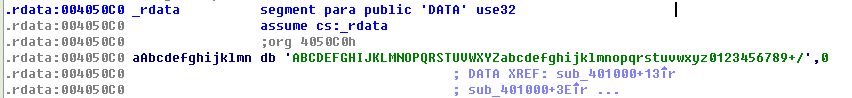 .rdata:004050C0 _rdata segment para public 'DATA' use32
.rdata:004050C0 assume cs:_rdata
.rdata:004050C0 ;org 4050C0h
.rdata:004050C0 aAbcdefghijklmn db 'ABCDEFGHIJKLMNOPQRSTUVWXYZabcdefghijklmnopqrstuvwxyz0123456789+/',0
.rdata:004050C0 ; DATA XREF: sub_401000+13↑r
.rdata:004050C0 ; sub_401000+3E↑r ...